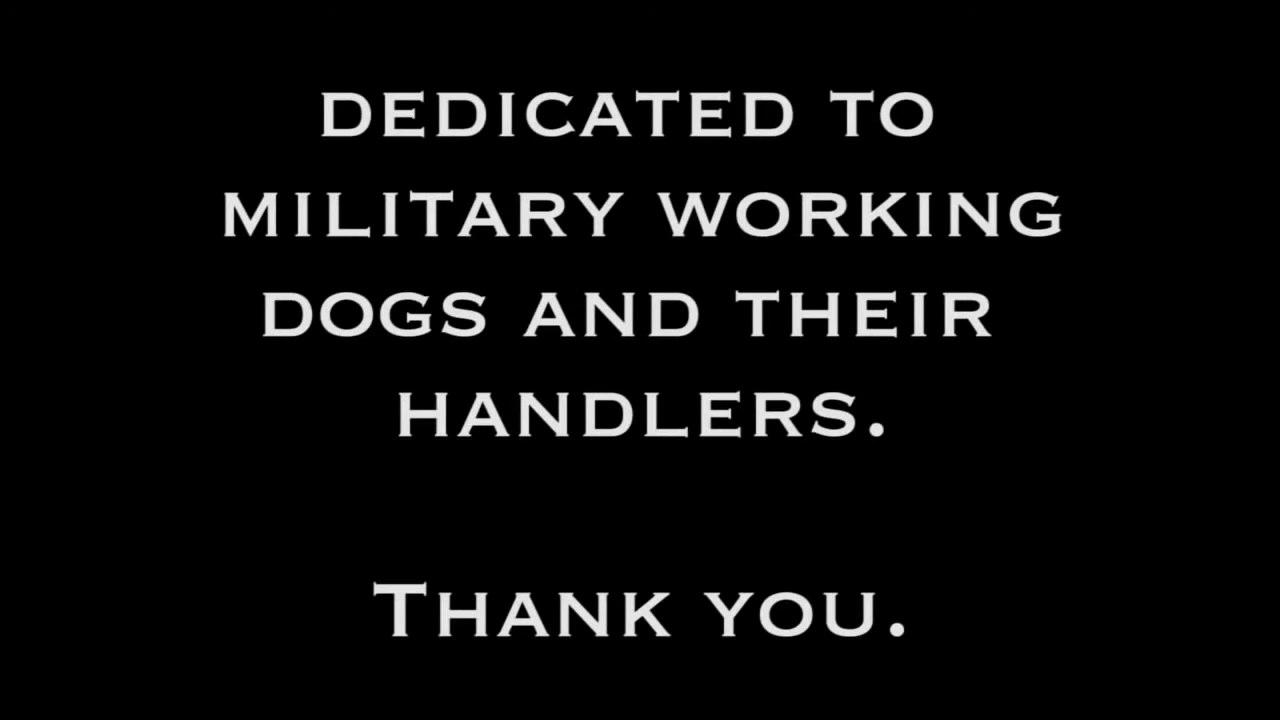 DEDICATED TO
MILITARY WORKING
DOGS AND THEIR
HANDLERS.
THANK YOU.